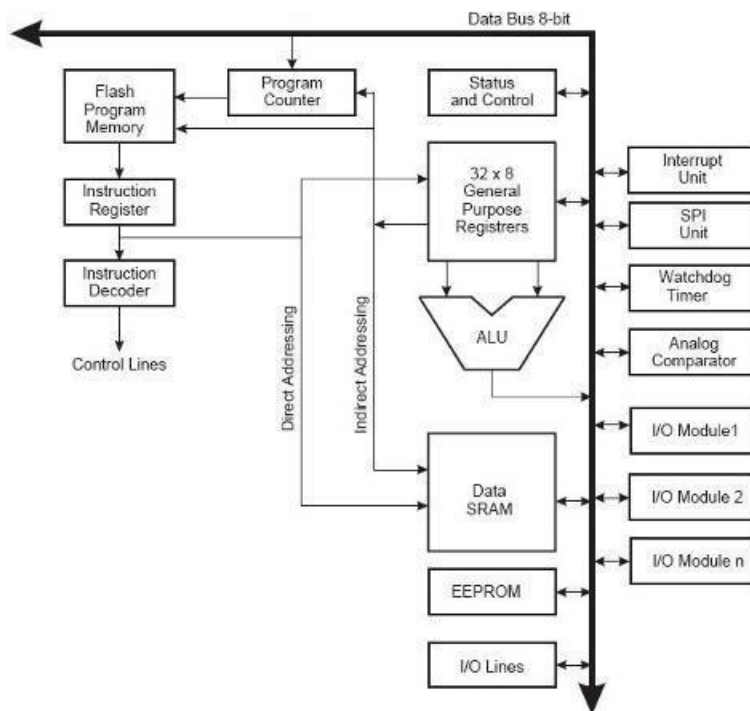 Data Bus 8-bit
Flash
Program
Memory
Program
Counter
Status
and Control
Instruction
Register
32 x 8
General
Purpose
Registrers
Interrupt
Unit
SPI
Unit
Instruction
Decoder
Watchdog
Timer
Control Lines
Direct Addressing
Indirect Addressing
ALU
Analog
Comparator
I/O Module1
Data
SRAM
I/O Module 2
I/O Module n
EEPROM
I/O Lines